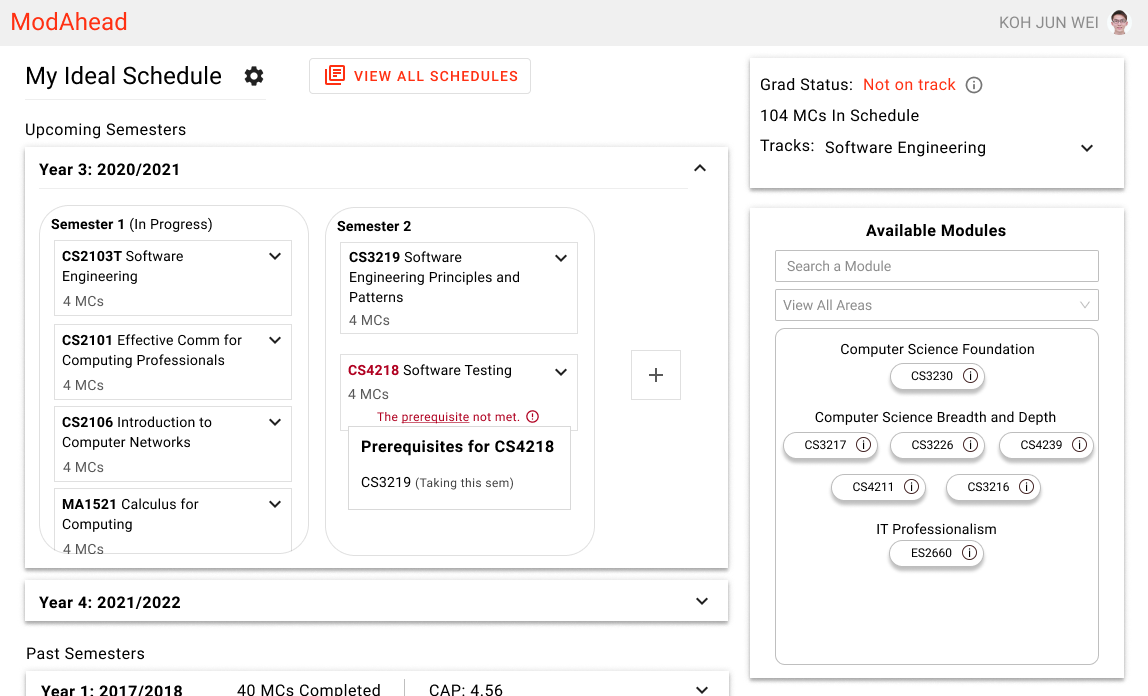 ModAhead
KOH JUN WEI
My Ideal Schedule
VIEW ALL SCHEDULES
Upcoming Semesters
Year 3: 2020/2021
Semester 1 (In Progress)
CS2103T Software
Engineering
4 MCs
CS2101 Effective Comm for
Computing Professionals
4 MCs
CS2106 Introduction to
Computer Networks
4 MCs
MA1521 Calculus for
Computing
4 MCs
Semester 2
CS3219 Software
Engineering Principles and
Patterns
4 MCs
CS4218 Software Testing
4 MCs
The prerequisite not met.
Prerequisites for CS4218
CS3219 (Taking this sem)
+
Year 4: 2021/2022
Past Semesters
Year 1: 2017/2018
40 MCs Completed
CAP: 4.56
Grad Status: Not on track
104 MCs In Schedule
Tracks: Software Engineering
Available Modules
Search a Module
View All Areas
Computer Science Foundation
CS3230
Computer Science Breadth and Depth
CS3217 CS3226 CS4239
CS4211 CS3216
IT Professionalism
ES2660